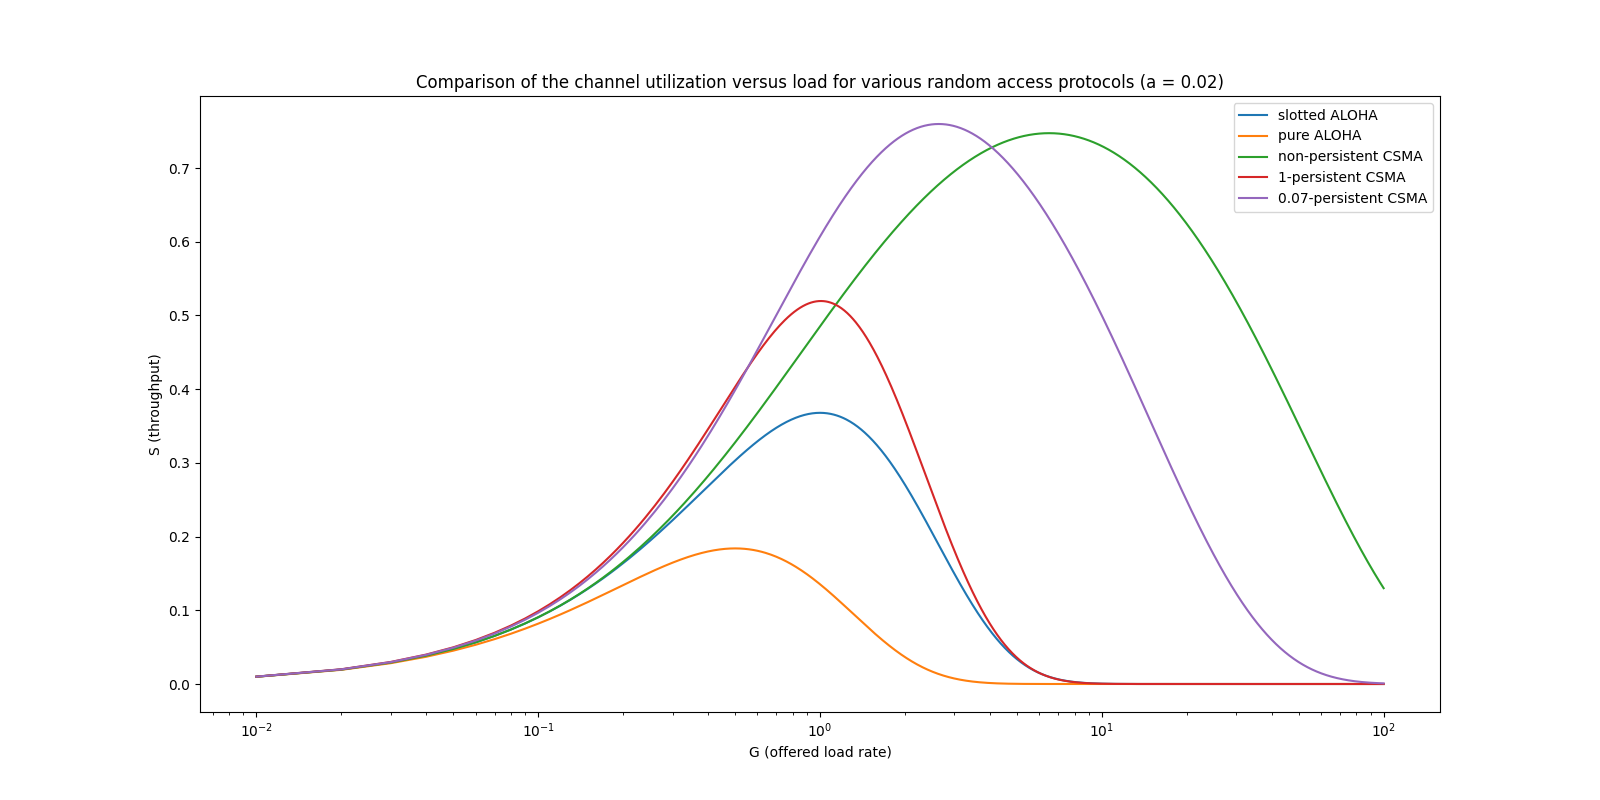 Comparison of the channel utilization versus load for various random access protocols (a = 0.02)
slotted ALOHA
pure ALOHA
non-persistent CSMA
1-persistent CSMA
0.07-persistent CSMA
S (throughput)
0.7
0.6
0.5
0.4
0.3
0.2
0.1
0.0
10⁻² 10⁻¹ 10⁰ 10¹ 10²
G (offered load rate)